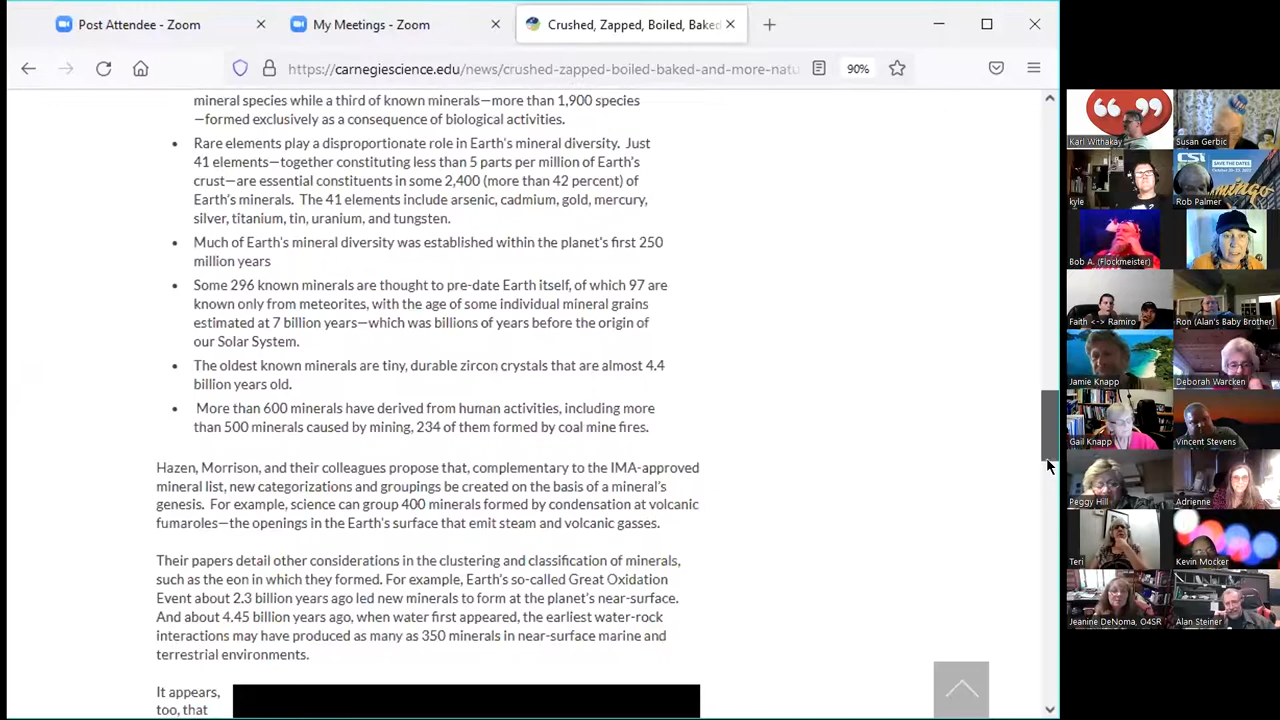 Post Attendee - Zoom
My Meetings - Zoom
Crushed, Zapped, Boiled, Baked
https://carnegiescience.edu/news/crushed-zapped-boiled-baked-and-more-natu
90%
mineral species while a third of known minerals—more than 1,900 species
—formed exclusively as a consequence of biological activities.
• Rare elements play a disproportionate role in Earth's mineral diversity. Just
41 elements—together constituting less than 5 parts per million of Earth's
crust—are essential constituents in some 2,400 (more than 42 percent) of
Earth's minerals. The 41 elements include arsenic, cadmium, gold, mercury,
silver, titanium, tin, uranium, and tungsten.
• Much of Earth's mineral diversity was established within the planet's first 250
million years
• Some 296 known minerals are thought to pre-date Earth itself, of which 97 are
known only from meteorites, with the age of some individual mineral grains
estimated at 7 billion years—which was billions of years before the origin of
our Solar System.
• The oldest known minerals are tiny, durable zircon crystals that are almost 4.4
billion years old.
• More than 600 minerals have derived from human activities, including more
than 500 minerals caused by mining, 234 of them formed by coal mine fires.
Hazen, Morrison, and their colleagues propose that, complementary to the IMA-approved
mineral list, new categorizations and groupings be created on the basis of a mineral's
genesis. For example, science can group 400 minerals formed by condensation at volcanic
fumaroles—the openings in the Earth's surface that emit steam and volcanic gasses.
Their papers detail other considerations in the clustering and classification of minerals,
such as the eon in which they formed. For example, Earth's so-called Great Oxidation
Event about 2.3 billion years ago led new minerals to form at the planet's near-surface.
And about 4.45 billion years ago, when water first appeared, the earliest water-rock
interactions may have produced as many as 350 minerals in near-surface marine and
terrestrial environments.
It appears,
too, that
Karl Withakay
Susan Gerbic
kyle
CSI
SAVE THE DATES
Rob Palmer
Bob A. (Flockmeister)
Faith <-> Ramiro
Ron (Alan's Baby Brother)
Jamie Knapp
Deborah Warcken
Gail Knapp
Vincent Stevens
Peggy Hill
Adrienne
Teri
Kevin Mocker
Jeanine DeNoma, O4SR
Alan Steiner